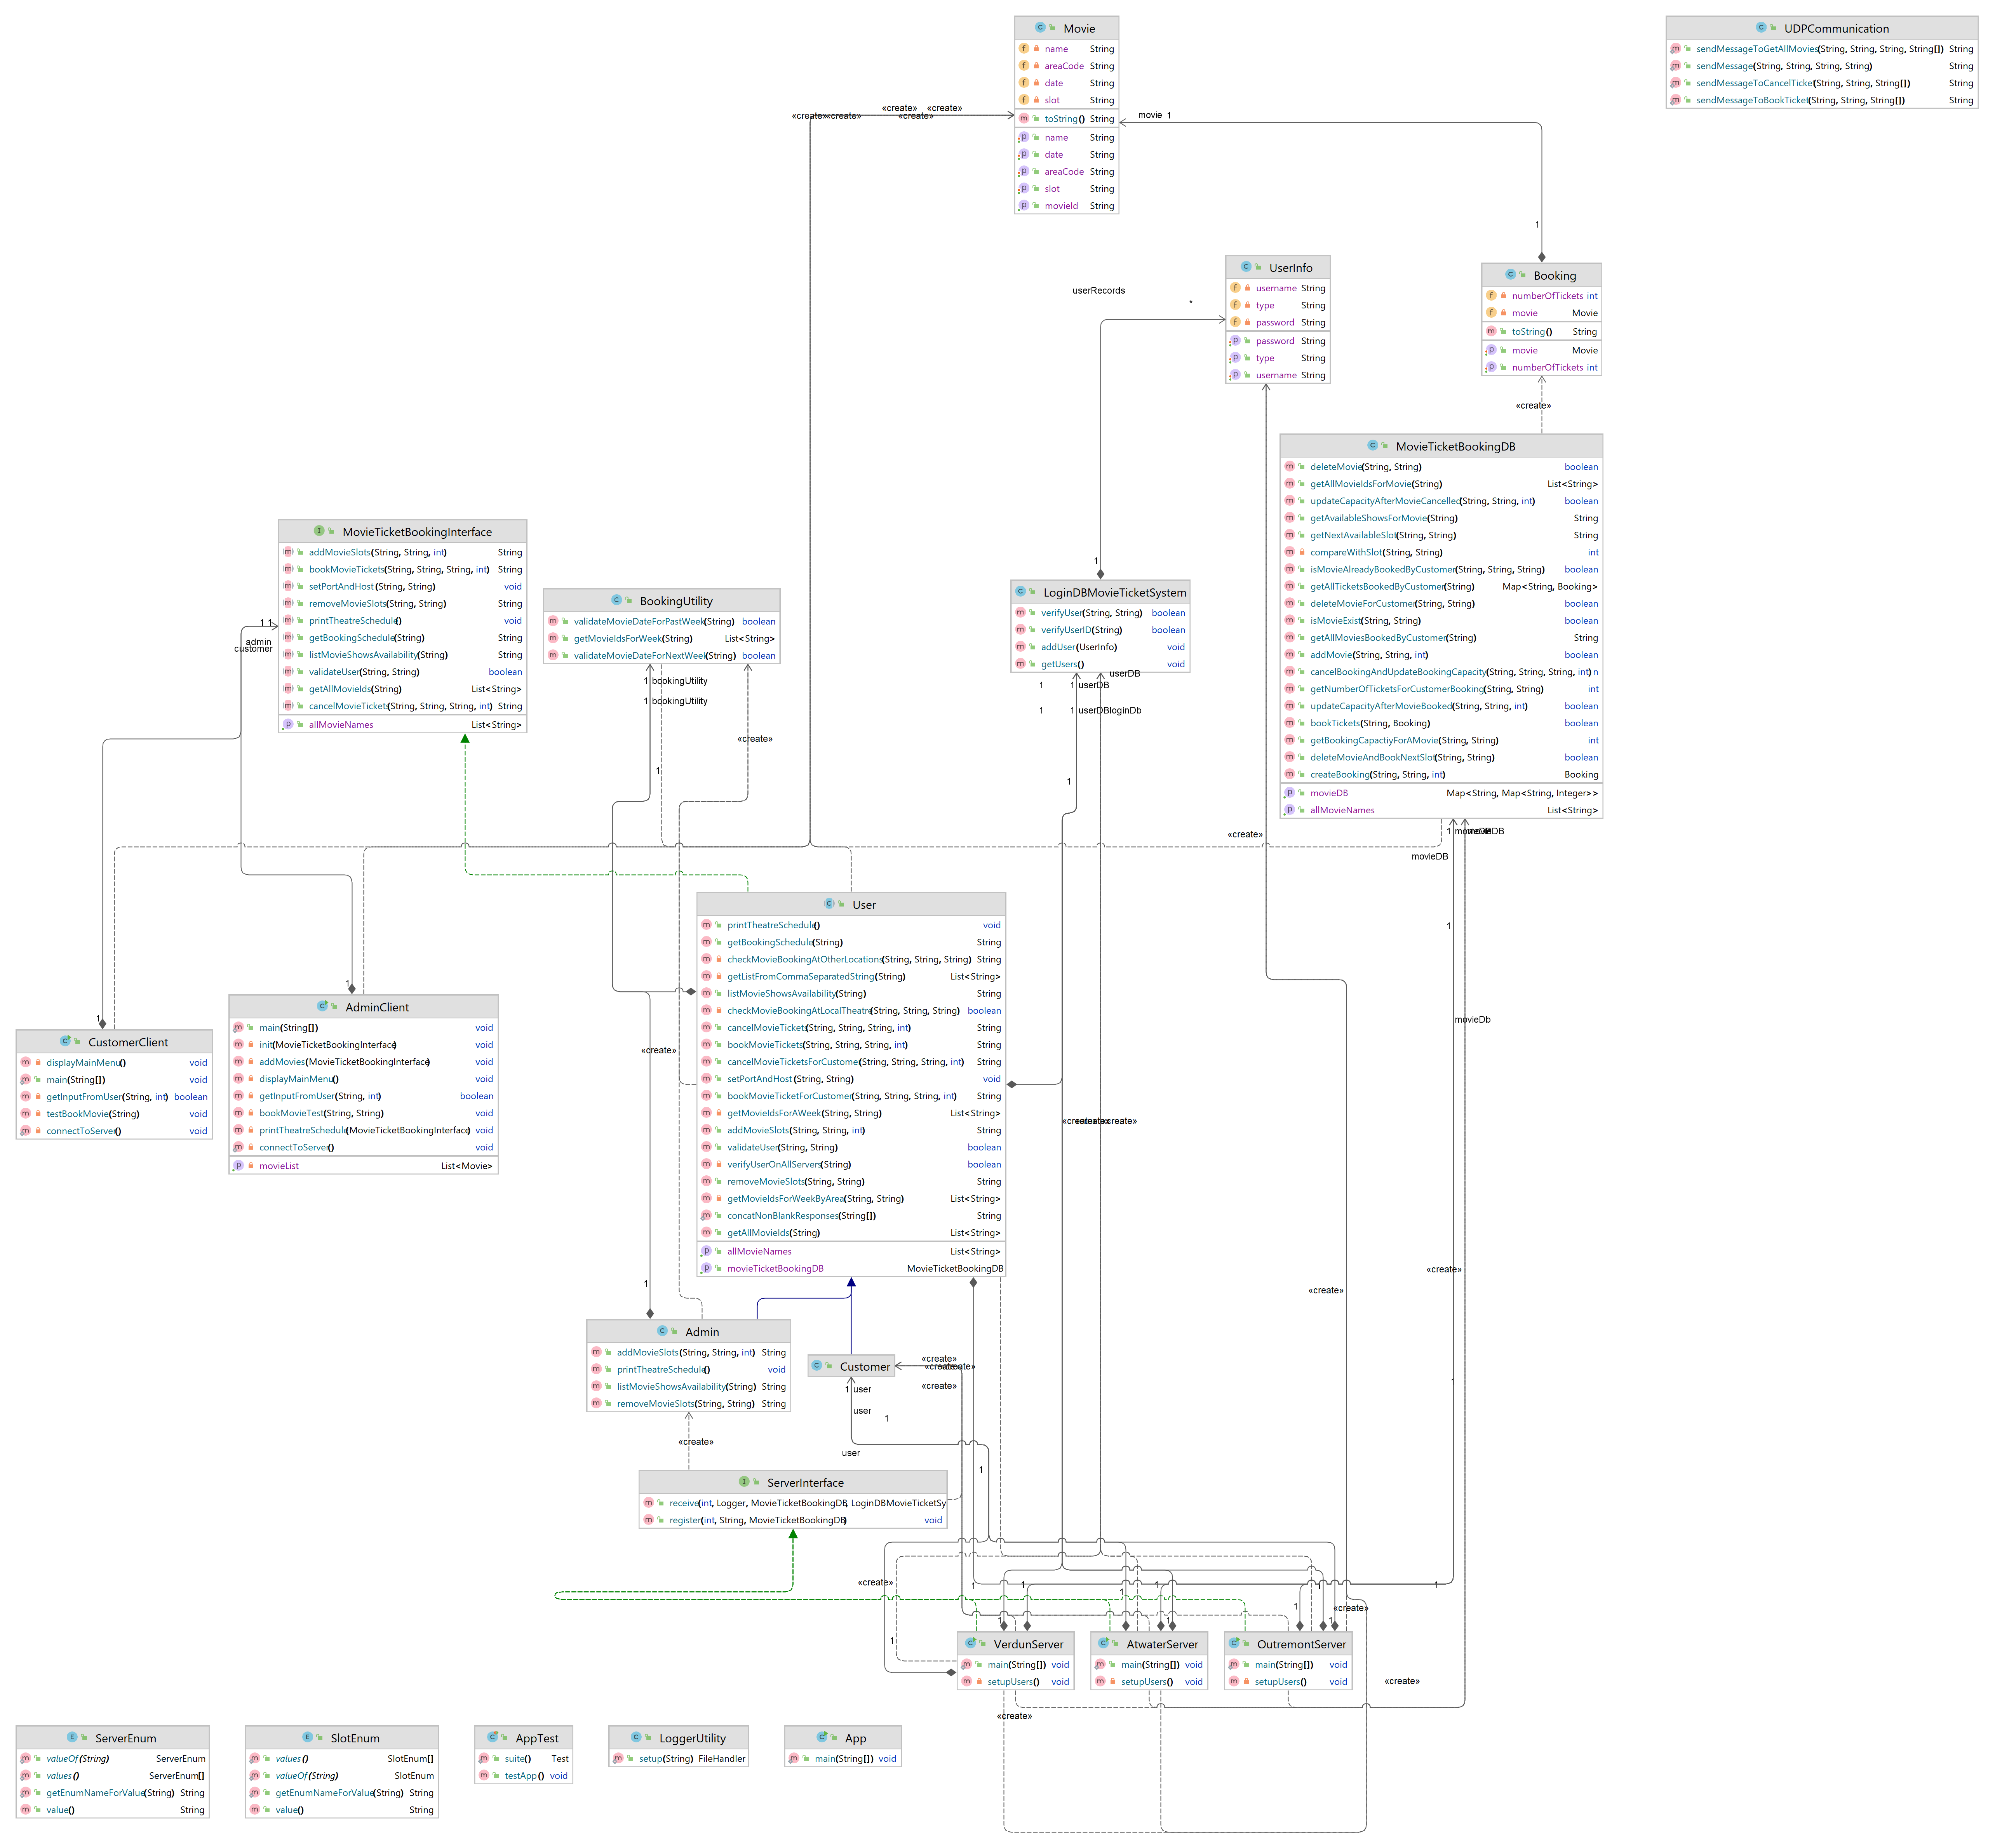 Movie
name String
areaCode String
date String
slot String
toString() String
name String
date String
areaCode String
slot String
movieId String
UDPCommunication
sendMessageToGetAllMovies(String, String, String, String[]) String
sendMessage(String, String, String, String) String
sendMessageToCancelTicket(String, String, String[]) String
sendMessageToBookTicket(String, String, String[]) String
«create» «create»
«create» «create» «create»
movie 1
1
UserInfo
username String
type String
password String
password String
type String
username String
userRecords
*
Booking
numberOfTickets int
movie Movie
toString() String
movie Movie
numberOfTickets int
«create»
MovieTicketBookingDB
deleteMovie(String, String) boolean
getAllMovieIdsForMovie(String) List<String>
updateCapacityAfterMovieCancelled(String, String, int) boolean
getAvailableShowsForMovie(String) String
getNextAvailableSlot(String, String) String
compareWithSlot(String, String) int
isMovieAlreadyBookedByCustomer(String, String, String) boolean
getAllTicketsBookedByCustomer(String) Map<String, Booking>
deleteMovieForCustomer(String, String) boolean
isMovieExist(String, String) boolean
getAllMoviesBookedByCustomer(String) String
addMovie(String, String, int) boolean
cancelBookingAndUpdateBookingCapacity(String, String, String, int) n
getNumberOfTicketsForCustomerBooking(String, String) int
updateCapacityAfterMovieBooked(String, String, int) boolean
bookTickets(String, Booking) boolean
getBookingCapactiyForAMovie(String, String) int
deleteMovieAndBookNextSlot(String, String) boolean
createBooking(String, String, int) Booking
movieDB Map<String, Map<String, Integer>>
allMovieNames List<String>
MovieTicketBookingInterface
addMovieSlots(String, String, int) String
bookMovieTickets(String, String, String, int) String
setPortAndHost(String, String) void
removeMovieSlots(String, String) String
printTheatreSchedule() void
getBookingSchedule(String) String
listMovieShowsAvailability(String) String
validateUser(String, String) boolean
getAllMovieIds(String) List<String>
cancelMovieTickets(String, String, String, int) String
allMovieNames List<String>
1 1
admin
customer
BookingUtility
validateMovieDateForPastWeek(String) boolean
getMovieIdsForWeek(String) List<String>
validateMovieDateForNextWeek(String) boolean
1 bookingUtility
1 bookingUtility
«create»
1
1
LoginDBMovieTicketSystem
verifyUser(String, String) boolean
verifyUserID(String) boolean
addUser(UserInfo) void
getUsers() void
userDB
1 1 userDB
1 1 userDBloginDb
1
«create»
1 movieDB
movieDB
1
movieDb
User
printTheatreSchedule() void
getBookingSchedule(String) String
checkMovieBookingAtOtherLocations(String, String, String) String
getListFromCommaSeparatedString(String) List<String>
listMovieShowsAvailability(String) String
checkMovieBookingAtLocalTheatre(String, String, String) boolean
cancelMovieTickets(String, String, String, int) String
bookMovieTickets(String, String, String, int) String
cancelMovieTicketsForCustomer(String, String, String, int) String
setPortAndHost(String, String) void
bookMovieTicketForCustomer(String, String, String, int) String
getMovieIdsForAWeek(String, String) List<String>
addMovieSlots(String, String, int) String
validateUser(String, String) boolean
verifyUserOnAllServers(String) boolean
removeMovieSlots(String, String) String
getMovieIdsForWeekByArea(String, String) List<String>
concatNonBlankResponses(String[]) String
getAllMovieIds(String) List<String>
allMovieNames List<String>
movieTicketBookingDB MovieTicketBookingDB
1
CustomerClient
displayMainMenu() void
main(String[]) void
getInputFromUser(String, int) boolean
testBookMovie(String) void
connectToServer() void
1
AdminClient
main(String[]) void
init(MovieTicketBookingInterface) void
addMovies(MovieTicketBookingInterface) void
displayMainMenu() void
getInputFromUser(String, int) boolean
bookMovieTest(String, String) void
printTheatreSchedule(MovieTicketBookingInterface) void
connectToServer() void
movieList List<Movie>
«create»
«create» «create»
«create»
«create»
1
Admin
addMovieSlots(String, String, int) String
printTheatreSchedule() void
listMovieShowsAvailability(String) String
removeMovieSlots(String, String) String
Customer
«create»
«create» «create»
«create»
1 user
user
1
user
1
«create»
ServerInterface
receive(int, Logger, MovieTicketBookingDB, LoginDBMovieTicketSy
register(int, String, MovieTicketBookingDB) void
«create»
1 1 1 1 1 1
1 1 1 1
«create»
1
VerdunServer
main(String[]) void
setupUsers() void
AtwaterServer
main(String[]) void
setupUsers() void
OutremontServer
main(String[]) void
setupUsers() void
«create»
«create»
ServerEnum
valueOf(String) ServerEnum
values() ServerEnum[]
getEnumNameForValue(String) String
value() String
SlotEnum
values() SlotEnum[]
valueOf(String) SlotEnum
getEnumNameForValue(String) String
value() String
AppTest
suite() Test
testApp() void
LoggerUtility
setup(String) FileHandler
App
main(String[]) void